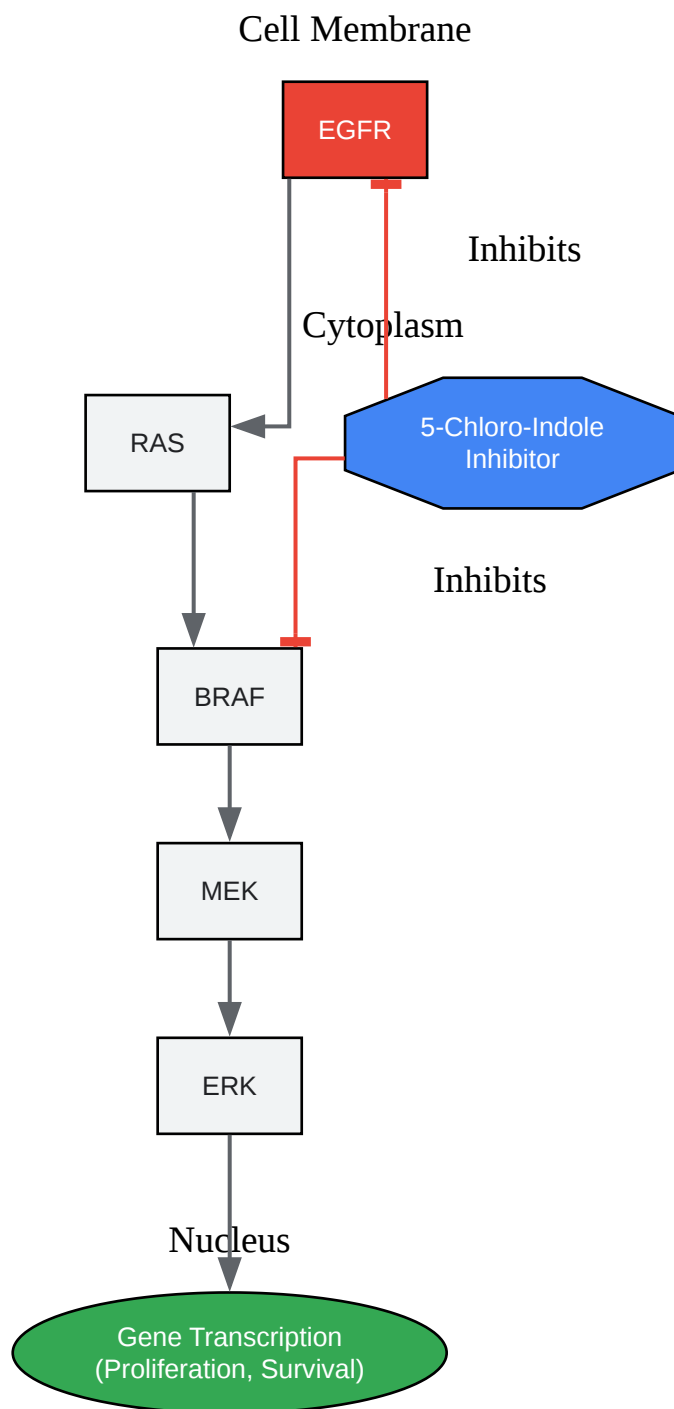 Cell Membrane
EGFR
Inhibits
Cytoplasm
RAS
5-Chloro-Indole
Inhibitor
Inhibits
BRAF
MEK
ERK
Nucleus
Gene Transcription
(Proliferation, Survival)